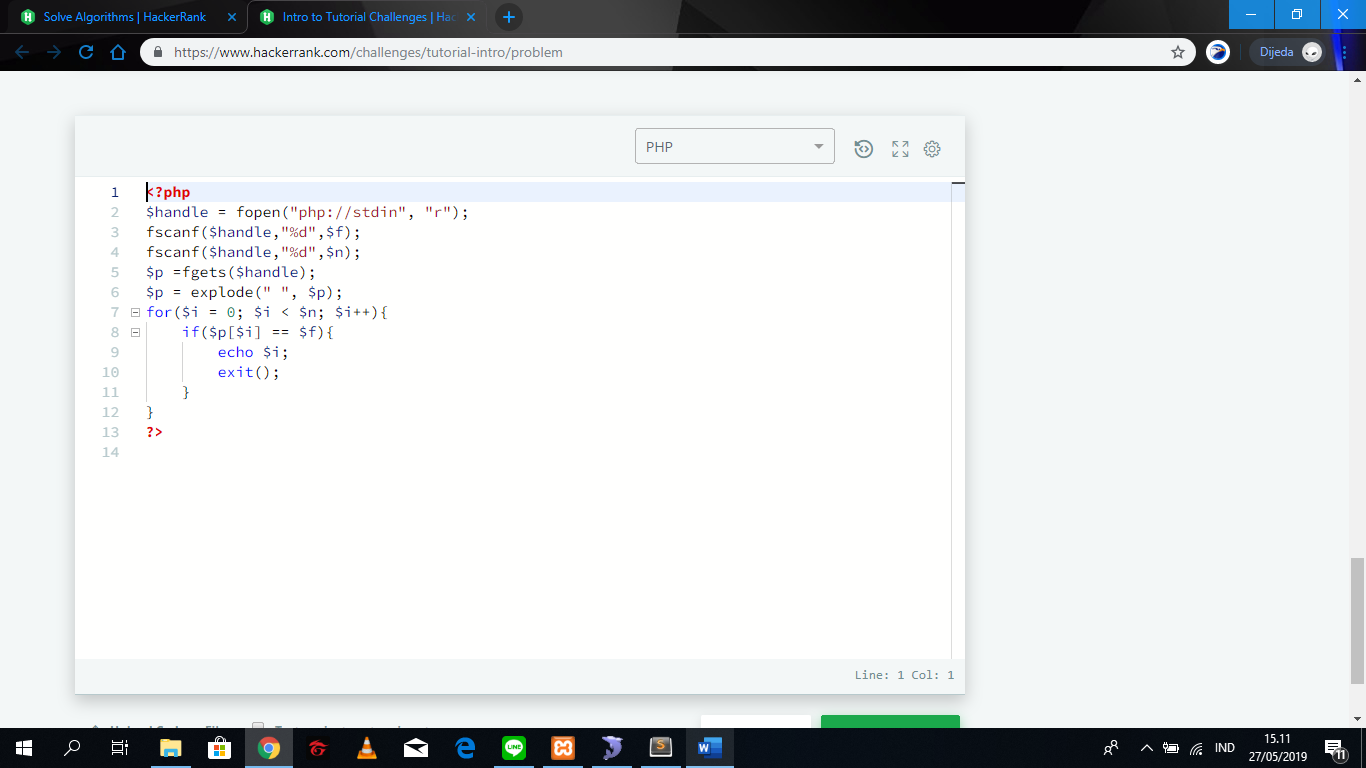 Solve Algorithms | HackerRank
Intro to Tutorial Challenges | Hac
https://www.hackerrank.com/challenges/tutorial-intro/problem
Dijeda
PHP
1 <?php
2 $handle = fopen("php://stdin", "r");
3 fscanf($handle,"%d",$f);
4 fscanf($handle,"%d",$n);
5 $p =fgets($handle);
6 $p = explode(" ", $p);
7 for($i = 0; $i < $n; $i++){
8 if($p[$i] == $f){
9 echo $i;
10 exit();
11 }
12 }
13 ?>
14
Line: 1 Col: 1
LINE
S
W
IND
15.11
27/05/2019
11